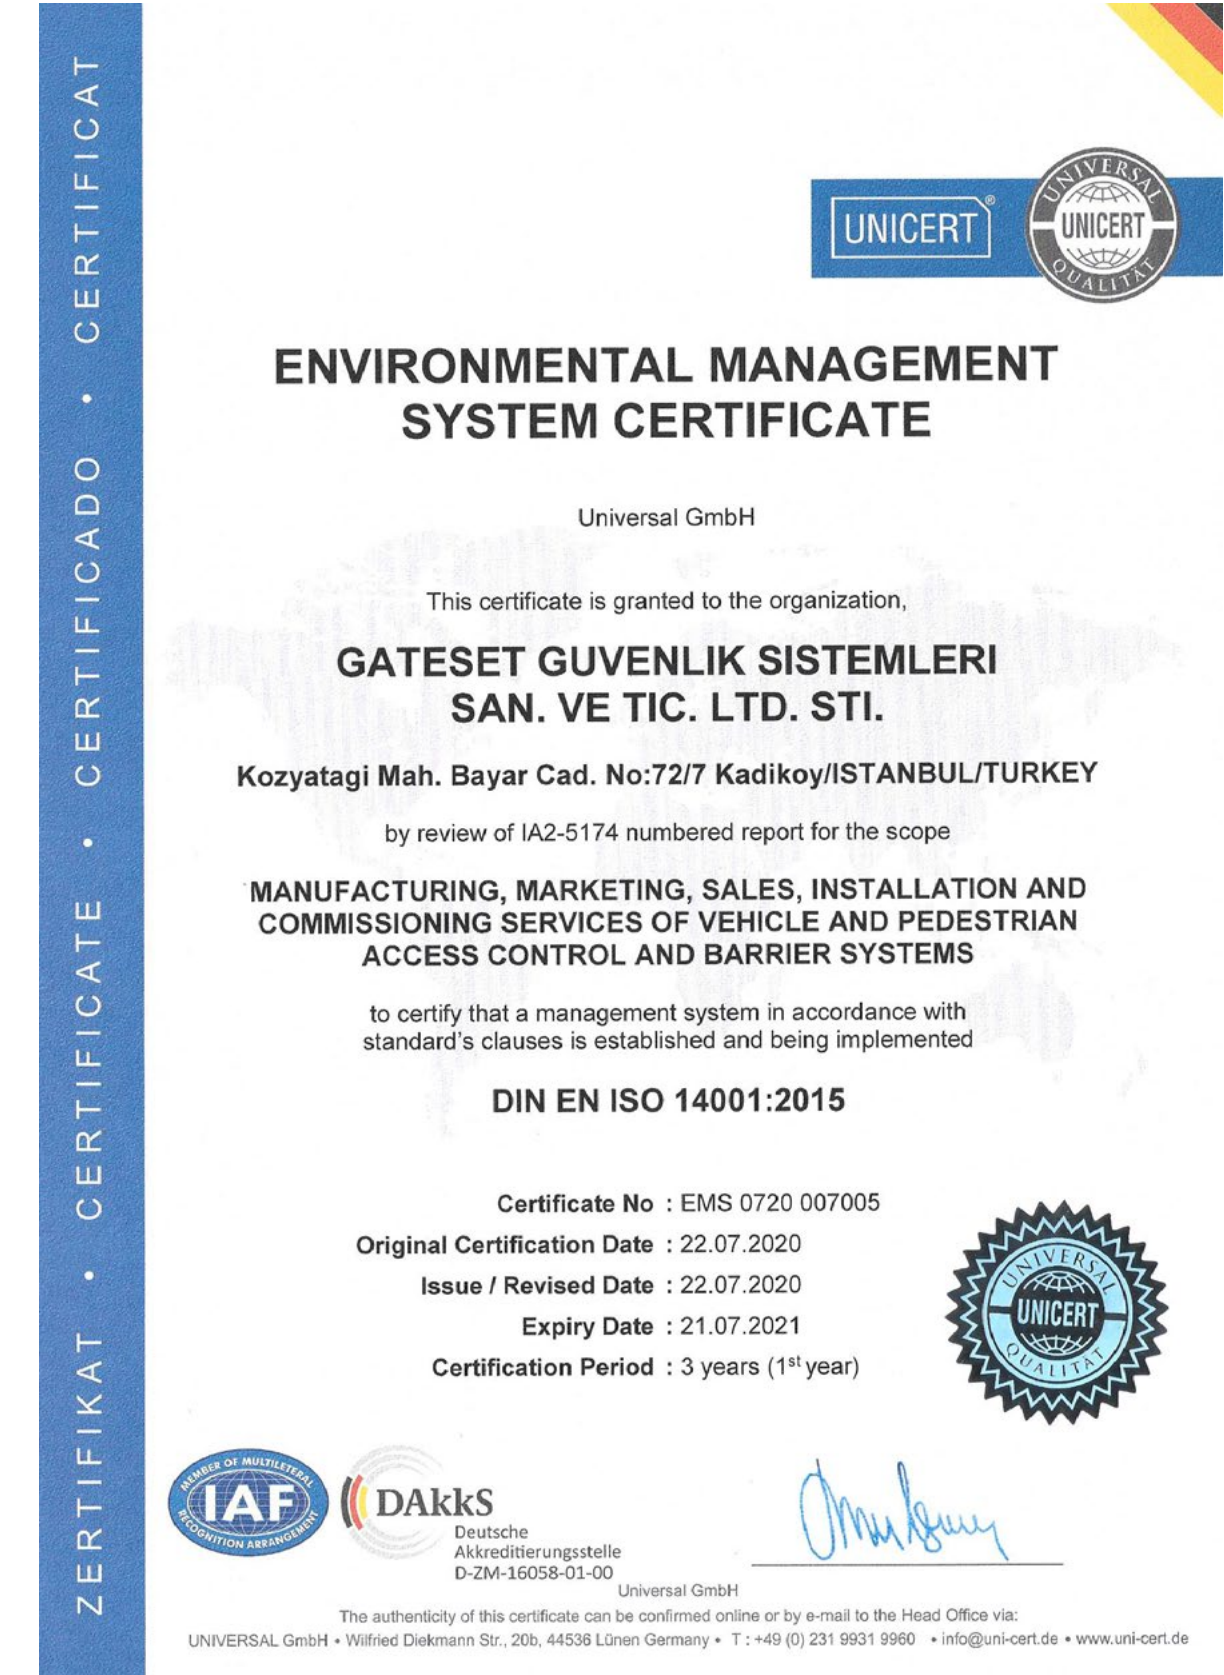 ZERTIFIKAT • CERTIFICATE • CERTIFICADO • CERTIFICAT
UNICERT®
UNIVERSAL
UNICERT
QUALITÄT
ENVIRONMENTAL MANAGEMENT
SYSTEM CERTIFICATE
Universal GmbH
This certificate is granted to the organization,
GATESET GUVENLIK SISTEMLERI
SAN. VE TIC. LTD. STI.
Kozyatagi Mah. Bayar Cad. No:72/7 Kadikoy/ISTANBUL/TURKEY
by review of IA2-5174 numbered report for the scope
MANUFACTURING, MARKETING, SALES, INSTALLATION AND
COMMISSIONING SERVICES OF VEHICLE AND PEDESTRIAN
ACCESS CONTROL AND BARRIER SYSTEMS
to certify that a management system in accordance with
standard's clauses is established and being implemented
DIN EN ISO 14001:2015
Certificate No : EMS 0720 007005
Original Certification Date : 22.07.2020
Issue / Revised Date : 22.07.2020
Expiry Date : 21.07.2021
Certification Period : 3 years (1st year)
UNIVERSAL
UNICERT
QUALITÄT
MEMBER OF MULTILETERAL
IAF
RECOGNITION ARRANGEMENT
DAkkS
Deutsche
Akkreditierungsstelle
D-ZM-16058-01-00
Universal GmbH
The authenticity of this certificate can be confirmed online or by e-mail to the Head Office via:
UNIVERSAL GmbH • Wilfried Diekmann Str., 20b, 44536 Lünen Germany • T : +49 (0) 231 9931 9960 • info@uni-cert.de • www.uni-cert.de